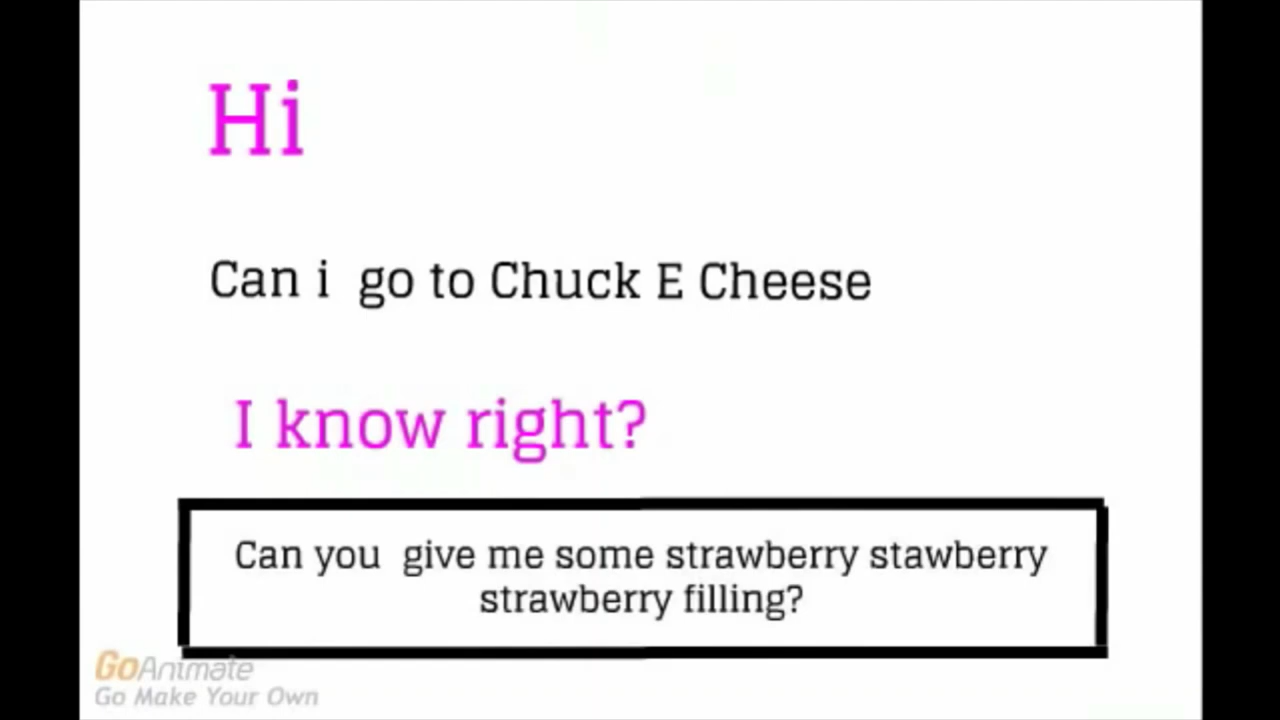 Hi
Can i  go to Chuck E Cheese
I know right?
Can you  give me some strawberry stawberry
strawberry filling?
GoAnimate
Go Make Your Own